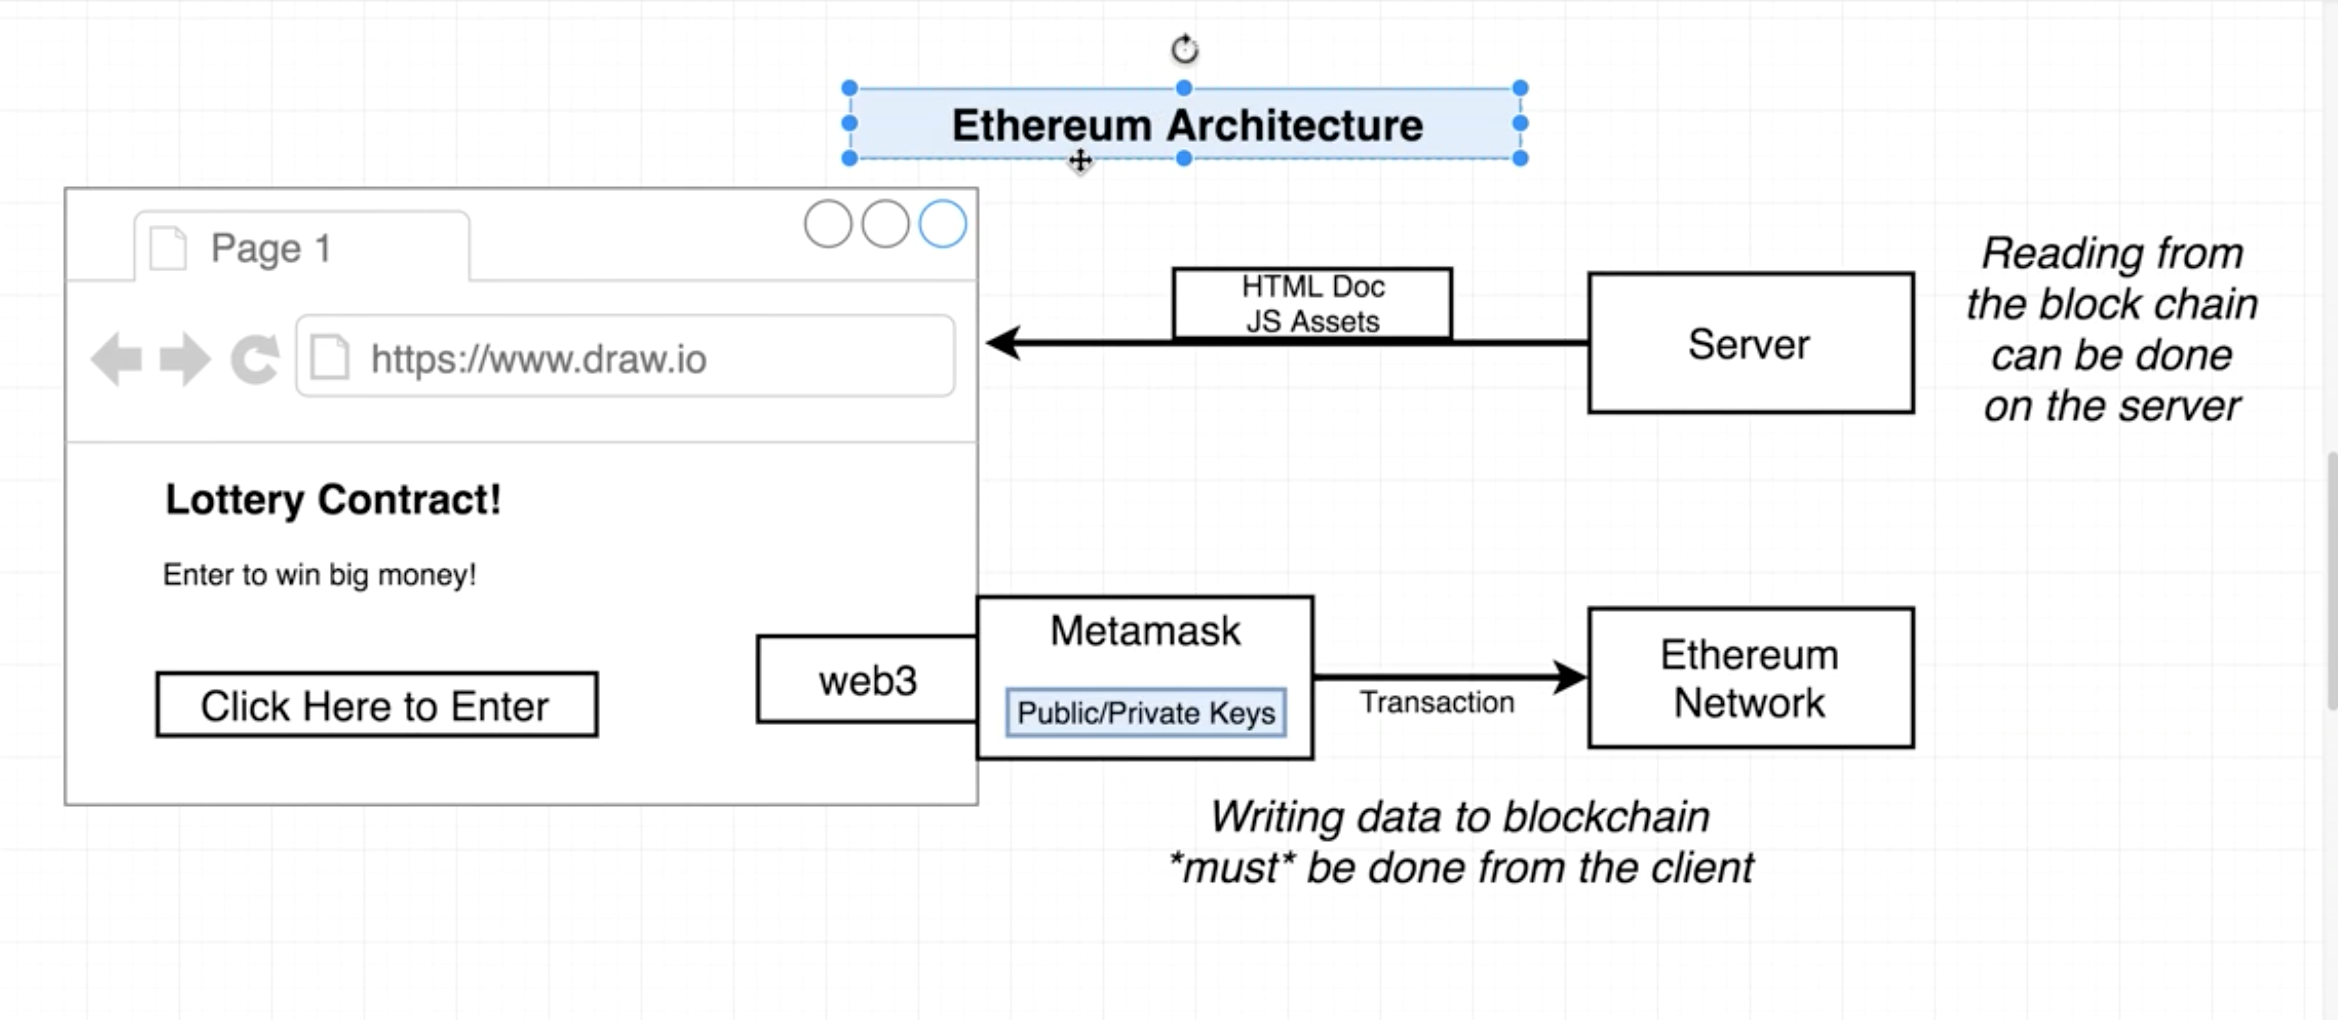 Ethereum Architecture
Page 1
https://www.draw.io
Lottery Contract!
Enter to win big money!
Click Here to Enter
web3
HTML Doc
JS Assets
Server
Reading from
the block chain
can be done
on the server
Metamask
Public/Private Keys
Transaction
Ethereum
Network
Writing data to blockchain
*must* be done from the client